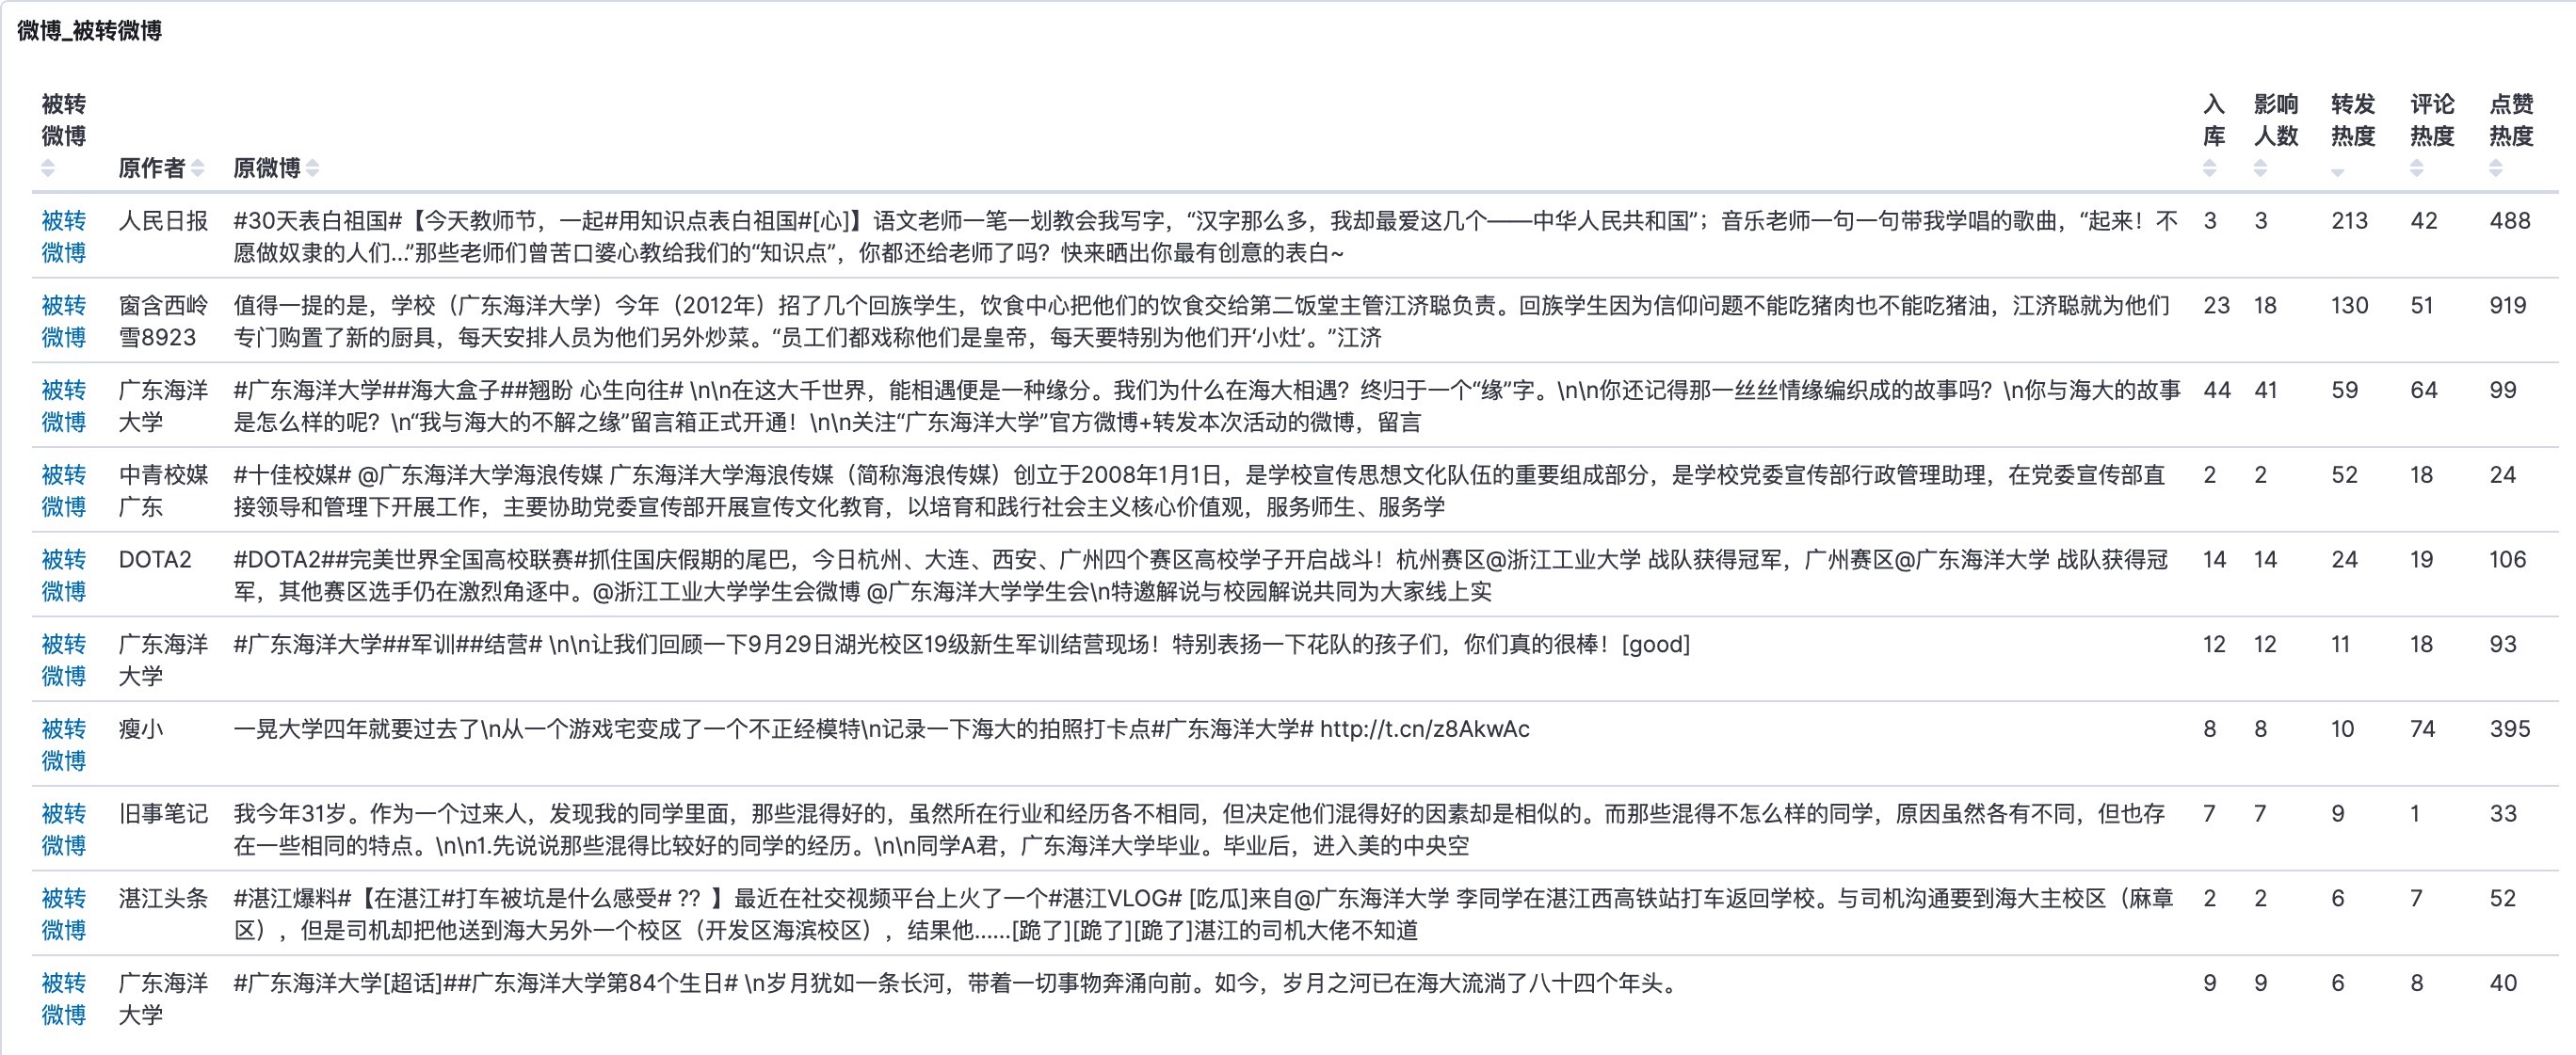 微博_被转微博
被转微博 原作者 原微博 入库 影响人数 转发热度 评论热度 点赞热度
被转 人民日报 #30天表白祖国#【今天教师节，一起#用知识点表白祖国#[心]】语文老师一笔一划教会我写字，“汉字那么多，我却最爱这几个——中华人民共和国”；音乐老师一句一句带我学唱的歌曲，“起来！不 3 3 213 42 488
微博 愿做奴隶的人们...”那些老师们曾苦口婆心教给我们的“知识点”，你都还给老师了吗？快来晒出你最有创意的表白~
被转 窗含西岭 值得一提的是，学校（广东海洋大学）今年（2012年）招了几个回族学生，饮食中心把他们的饮食交给第二饭堂主管江济聪负责。回族学生因为信仰问题不能吃猪肉也不能吃猪油，江济聪就为他们 23 18 130 51 919
微博 雪8923 专门购置了新的厨具，每天安排人员为他们另外炒菜。“员工们都戏称他们是皇帝，每天要特别为他们开‘小灶’。”江济
被转 广东海洋 #广东海洋大学##海大盒子##翘盼 心生向往# \n\n在这大千世界，能相遇便是一种缘分。我们为什么在海大相遇？终归于一个“缘”字。\n\n你还记得那一丝丝情缘编织成的故事吗？\n你与海大的故事 44 41 59 64 99
微博 大学 是怎么样的呢？\n“我与海大的不解之缘”留言箱正式开通！\n\n关注“广东海洋大学”官方微博+转发本次活动的微博，留言
被转 中青校媒 #十佳校媒# @广东海洋大学海浪传媒 广东海洋大学海浪传媒（简称海浪传媒）创立于2008年1月1日，是学校宣传思想文化队伍的重要组成部分，是学校党委宣传部行政管理助理，在党委宣传部直 2 2 52 18 24
微博 广东 接领导和管理下开展工作，主要协助党委宣传部开展宣传文化教育，以培育和践行社会主义核心价值观，服务师生、服务学
被转 DOTA2 #DOTA2##完美世界全国高校联赛#抓住国庆假期的尾巴，今日杭州、大连、西安、广州四个赛区高校学子开启战斗！杭州赛区@浙江工业大学 战队获得冠军，广州赛区@广东海洋大学 战队获得冠 14 14 24 19 106
微博 军，其他赛区选手仍在激烈角逐中。@浙江工业大学学生会微博 @广东海洋大学学生会\n特邀解说与校园解说共同为大家线上实
被转 广东海洋 #广东海洋大学##军训##结营# \n\n让我们回顾一下9月29日湖光校区19级新生军训结营现场！特别表扬一下花队的孩子们，你们真的很棒！[good] 12 12 11 18 93
微博 大学
被转 瘦小 一晃大学四年就要过去了\n从一个游戏宅变成了一个不正经模特\n记录一下海大的拍照打卡点#广东海洋大学# http://t.cn/z8AkwAc 8 8 10 74 395
微博
被转 旧事笔记 我今年31岁。作为一个过来人，发现我的同学里面，那些混得好的，虽然所在行业和经历各不相同，但决定他们混得好的因素却是相似的。而那些混得不怎么样的同学，原因虽然各有不同，但也存 7 7 9 1 33
微博 在一些相同的特点。\n\n1.先说说那些混得比较好的同学的经历。\n\n同学A君，广东海洋大学毕业。毕业后，进入美的中央空
被转 湛江头条 #湛江爆料#【在湛江#打车被坑是什么感受# ?? 】最近在社交视频平台上火了一个#湛江VLOG# [吃瓜]来自@广东海洋大学 李同学在湛江西高铁站打车返回学校。与司机沟通要到海大主校区（麻章 2 2 6 7 52
微博 区），但是司机却把他送到海大另外一个校区（开发区海滨校区），结果他......[跪了][跪了][跪了]湛江的司机大佬不知道
被转 广东海洋 #广东海洋大学[超话]##广东海洋大学第84个生日# \n岁月犹如一条长河，带着一切事物奔涌向前。如今，岁月之河已在海大流淌了八十四个年头。 9 9 6 8 40
微博 大学